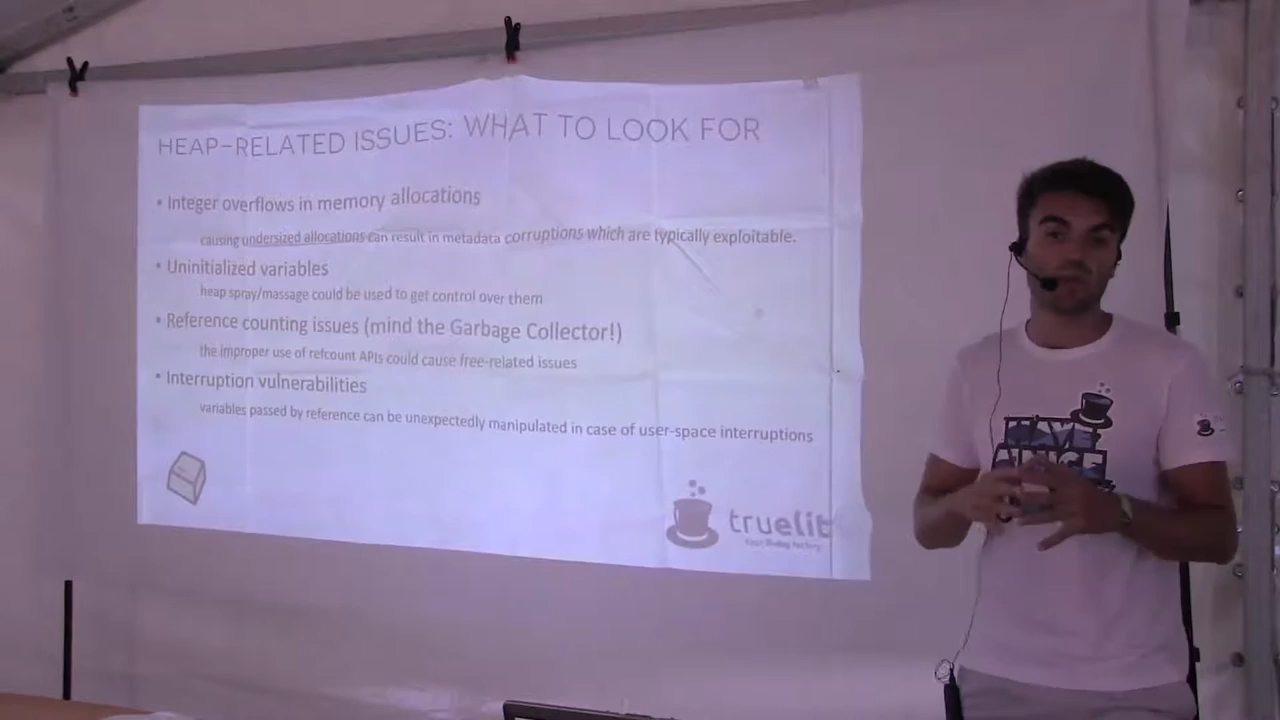 HEAP-RELATED ISSUES: WHAT TO LOOK FOR
• Integer overflows in memory allocations
causing undersized allocations can result in metadata corruptions which are typically exploitable.
• Uninitialized variables
heap spray/massage could be used to get control over them
• Reference counting issues (mind the Garbage Collector!)
the improper use of refcount APIs could cause free-related issues
• Interruption vulnerabilities
variables passed by reference can be unexpectedly manipulated in case of user-space interruptions
truelit
HAVE
A NICE